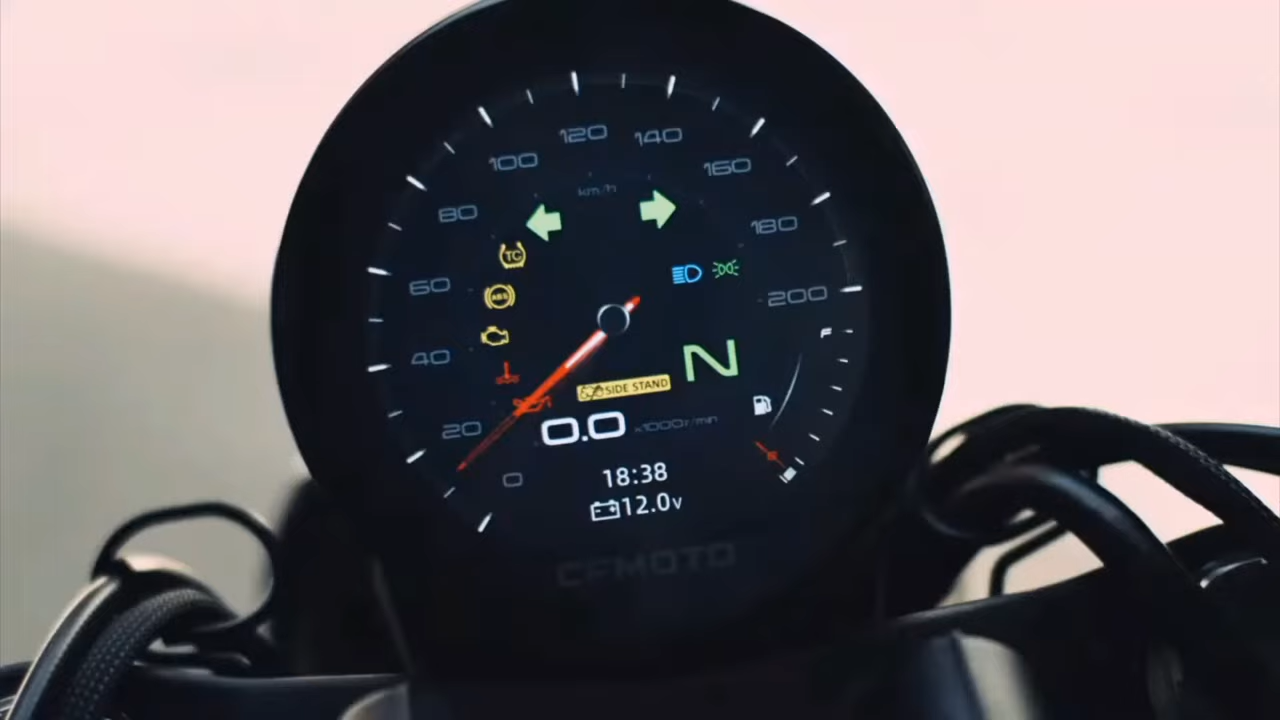 120 140
100 160
km/h
80 180
TC
60 200
ABS
F
40 N
SIDE STAND
20 0.0 x1000r/min
0 18:38
12.0v
CFMOTO